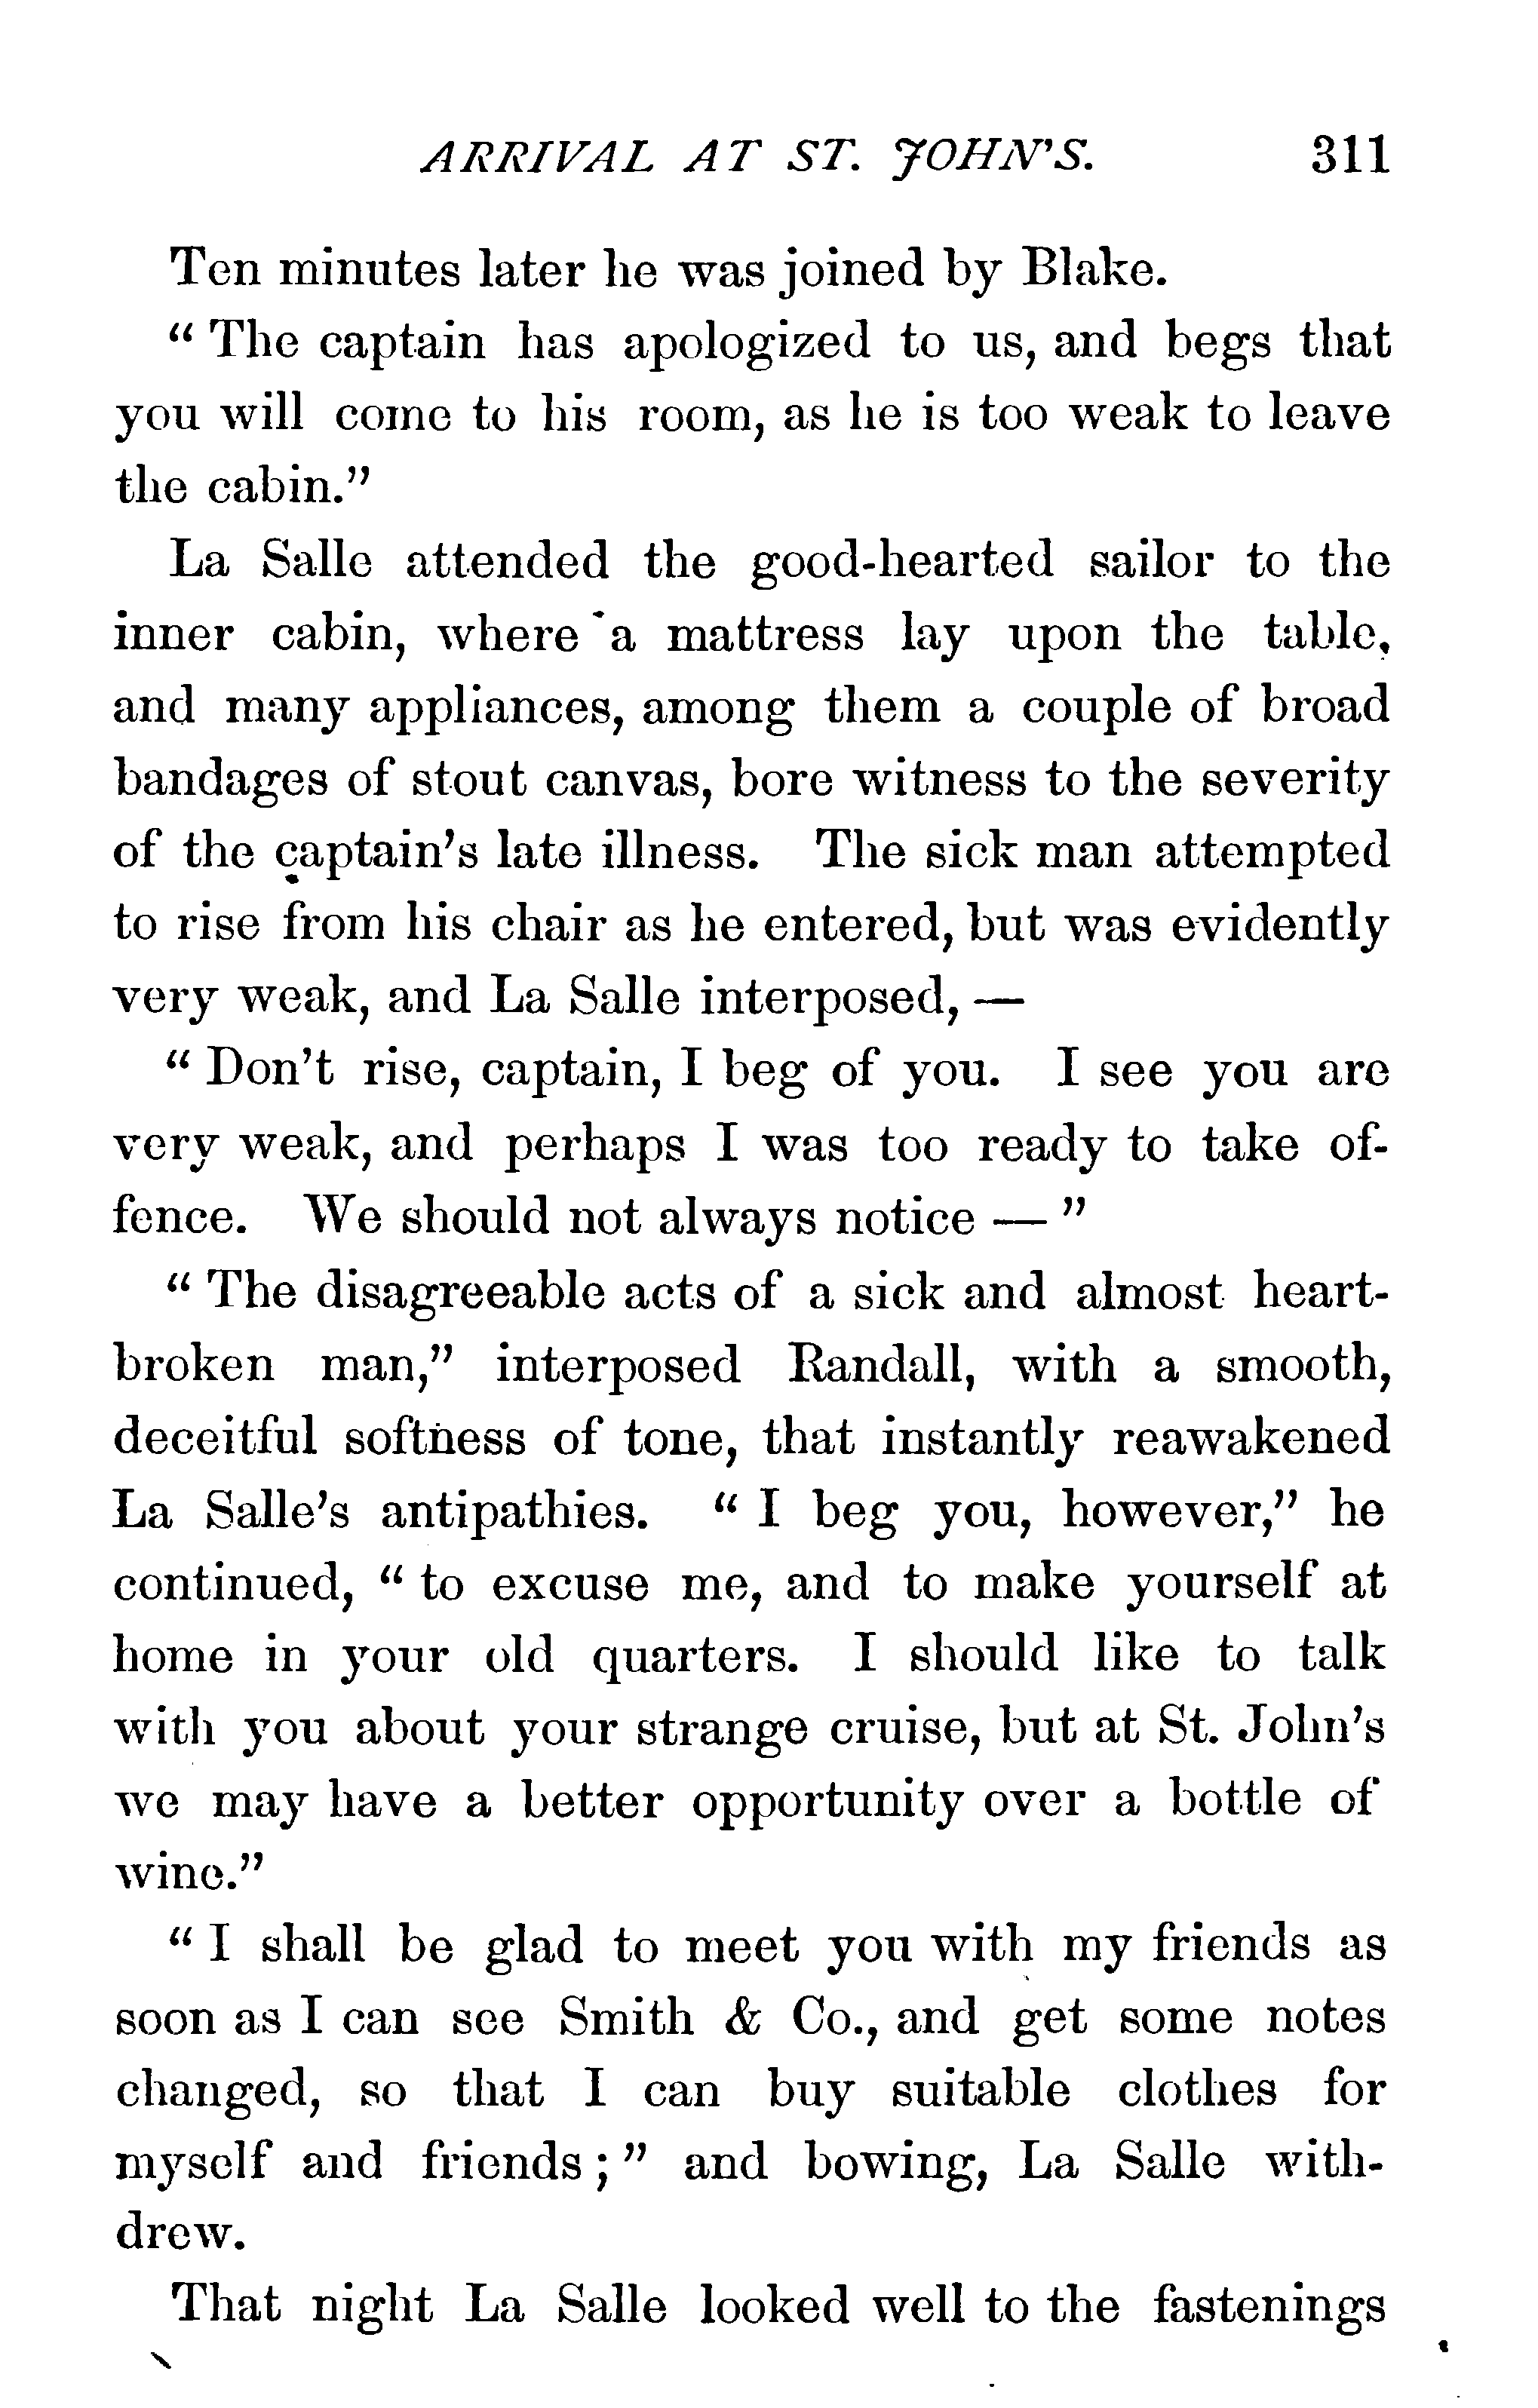 ARRIVAL AT ST. JOHN'S. 311
Ten minutes later he was joined by Blake.
“ The captain has apologized to us, and begs that
you will come to his room, as he is too weak to leave
the cabin.”
La Salle attended the good-hearted sailor to the
inner cabin, where a mattress lay upon the table,
and many appliances, among them a couple of broad
bandages of stout canvas, bore witness to the severity
of the captain's late illness. The sick man attempted
to rise from his chair as he entered, but was evidently
very weak, and La Salle interposed, —
“ Don't rise, captain, I beg of you. I see you are
very weak, and perhaps I was too ready to take of-
fence. We should not always notice — ”
“ The disagreeable acts of a sick and almost heart-
broken man,” interposed Randall, with a smooth,
deceitful softness of tone, that instantly reawakened
La Salle's antipathies. “ I beg you, however,” he
continued, “ to excuse me, and to make yourself at
home in your old quarters. I should like to talk
with you about your strange cruise, but at St. John's
we may have a better opportunity over a bottle of
wine.”
“ I shall be glad to meet you with my friends as
soon as I can see Smith & Co., and get some notes
changed, so that I can buy suitable clothes for
myself and friends ; ” and bowing, La Salle with-
drew.
That night La Salle looked well to the fastenings